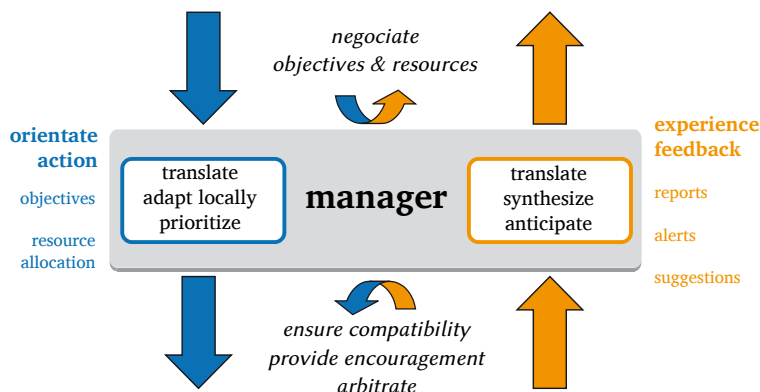 negociate
objectives & resources
orientate
action
objectives
resource
allocation
translate
adapt locally
prioritize
manager
translate
synthesize
anticipate
experience
feedback
reports
alerts
suggestions
ensure compatibility
provide encouragement
arbitrate